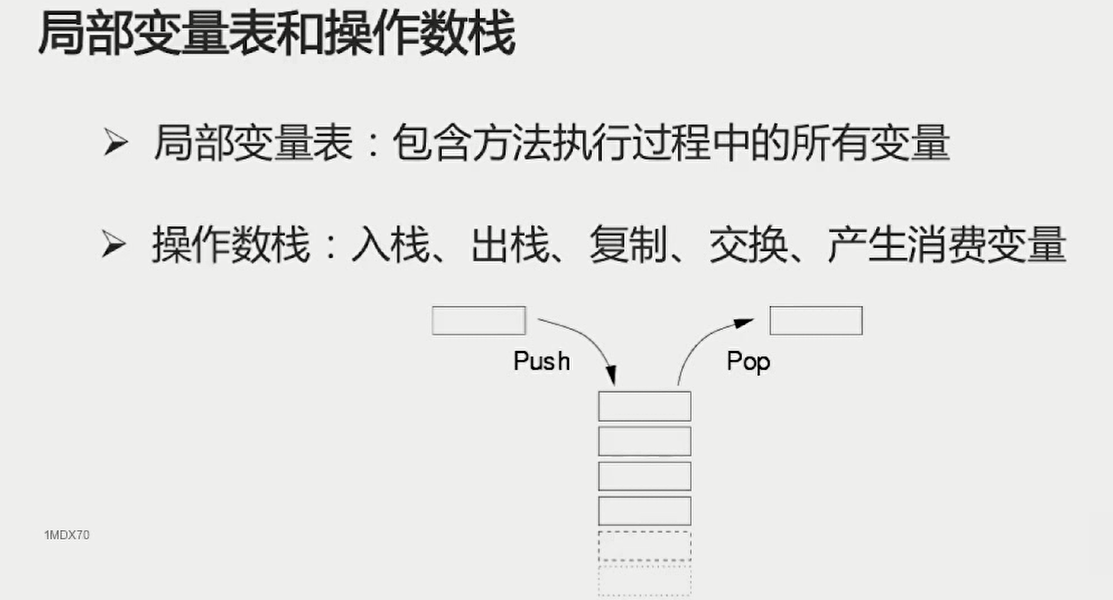 局部变量表和操作数栈
局部变量表：包含方法执行过程中的所有变量
操作数栈：入栈、出栈、复制、交换、产生消费变量
Push
Pop
1MDX70